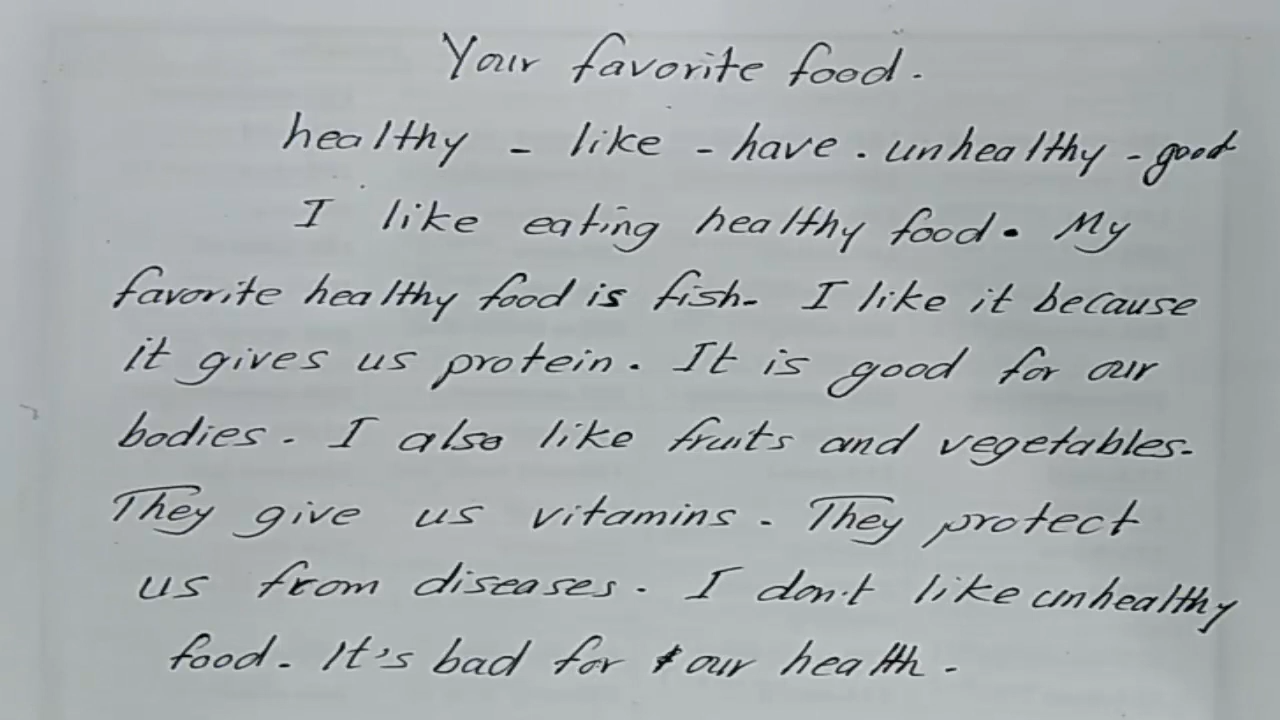 Your favorite food.
healthy - like - have . unhealthy - good
I like eating healthy food. My
favorite healthy food is fish. I like it because
it gives us protein. It is good for our
bodies. I also like fruits and vegetables.
They give us vitamins. They protect
us from diseases. I don't like unhealthy
food. It's bad for our health.